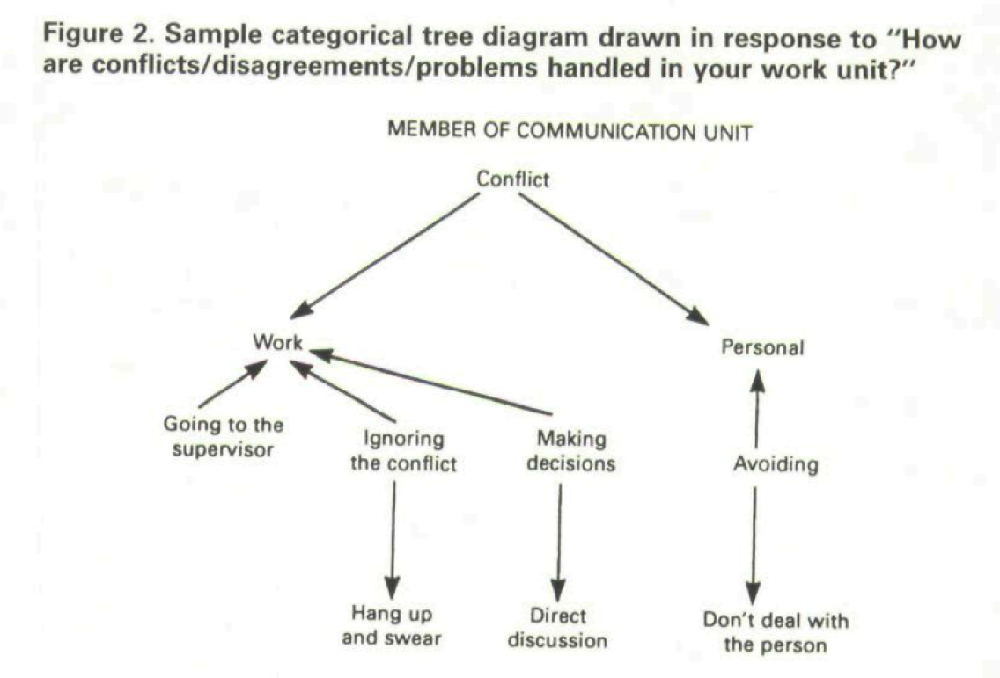 Figure 2. Sample categorical tree diagram drawn in response to "How
are conflicts/disagreements/problems handled in your work unit?"
MEMBER OF COMMUNICATION UNIT
Conflict
Work
Personal
Going to the
supervisor
Ignoring
the conflict
Making
decisions
Avoiding
Hang up
and swear
Direct
discussion
Don't deal with
the person